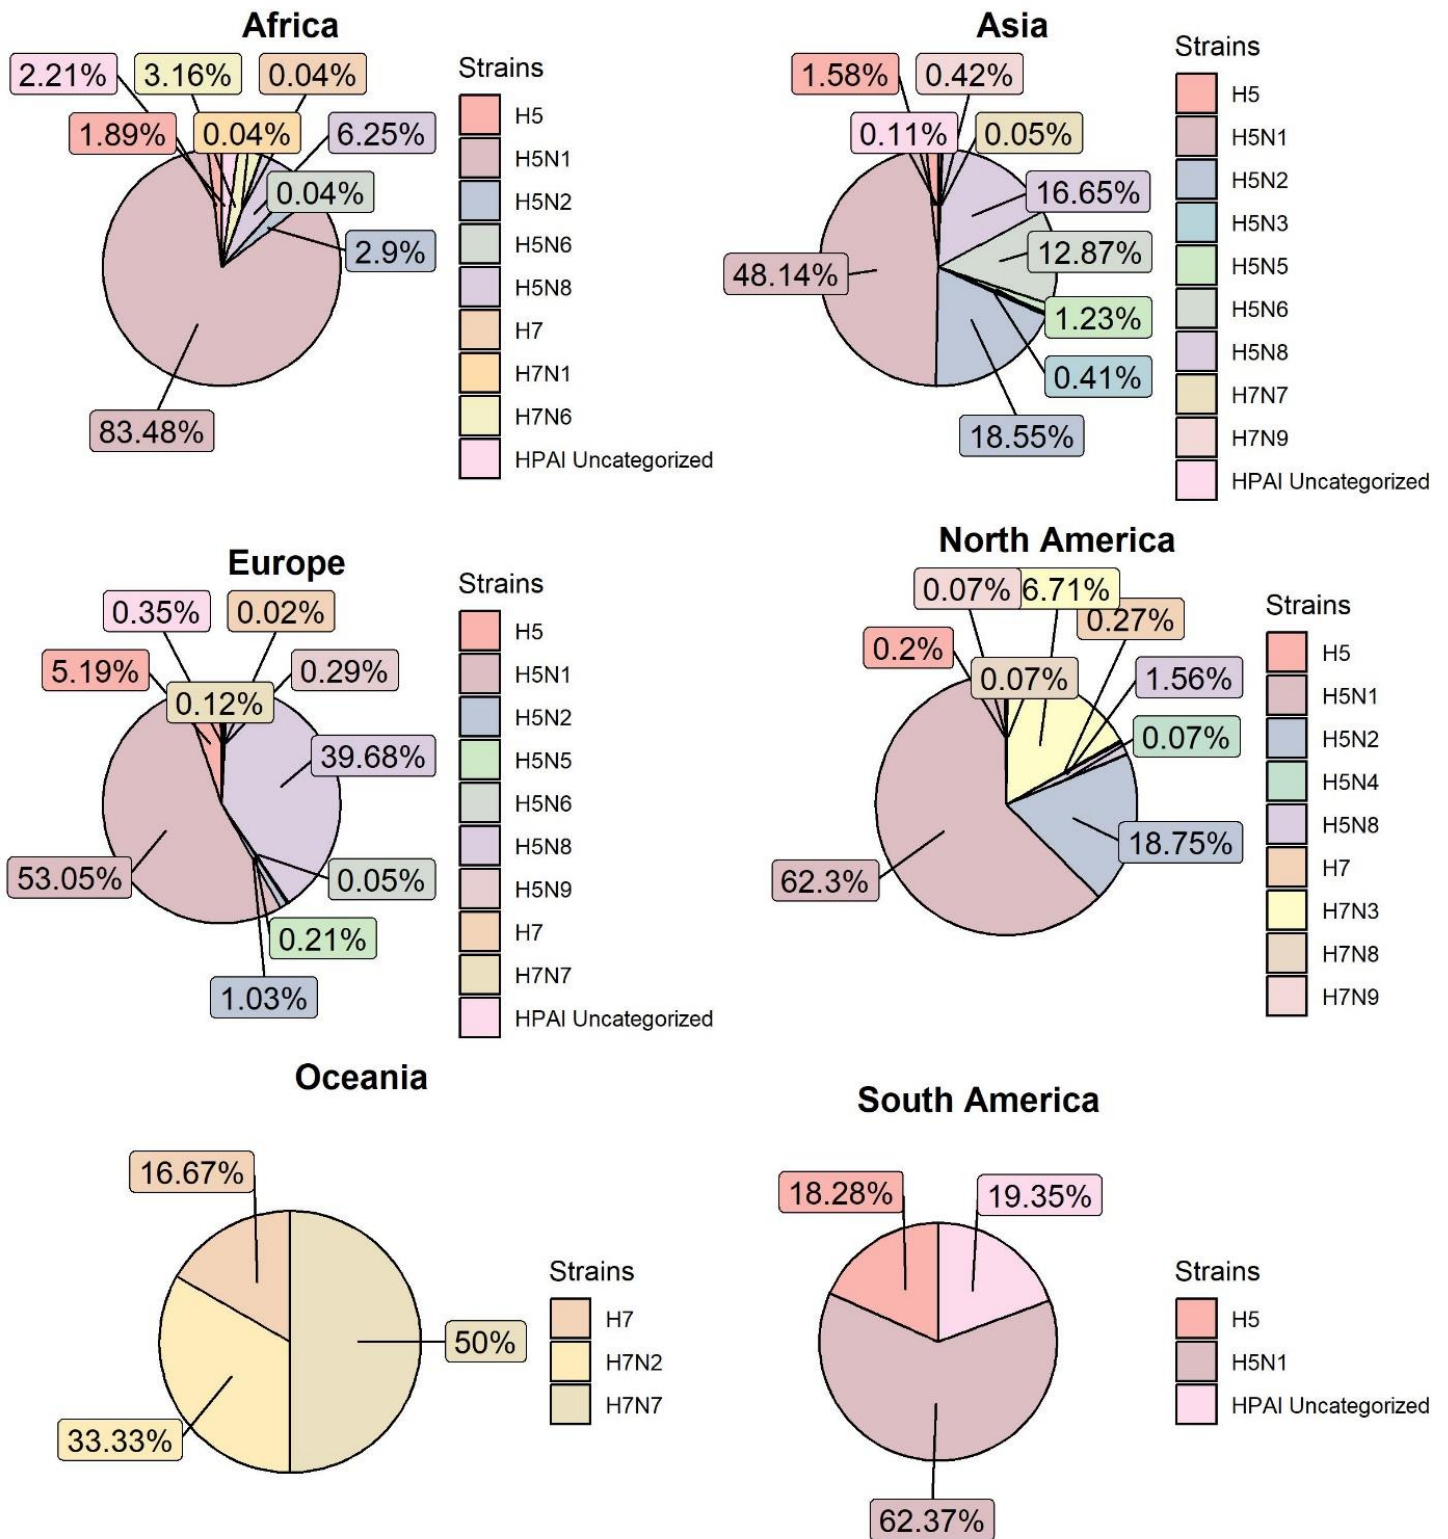 Africa
2.21%
3.16%
0.04%
1.89%
0.04%
6.25%
0.04%
2.9%
83.48%
Strains
H5
H5N1
H5N2
H5N6
H5N8
H7
H7N1
H7N6
HPAI Uncategorized
Asia
1.58%
0.42%
0.11%
0.05%
16.65%
12.87%
48.14%
1.23%
0.41%
18.55%
Strains
H5
H5N1
H5N2
H5N3
H5N5
H5N6
H5N8
H7N7
H7N9
HPAI Uncategorized
Europe
0.35%
0.02%
5.19%
0.29%
0.12%
39.68%
53.05%
0.05%
0.21%
1.03%
Strains
H5
H5N1
H5N2
H5N5
H5N6
H5N8
H5N9
H7
H7N7
HPAI Uncategorized
North America
0.07%
6.71%
0.27%
0.2%
0.07%
1.56%
0.07%
18.75%
62.3%
Strains
H5
H5N1
H5N2
H5N4
H5N8
H7
H7N3
H7N8
H7N9
Oceania
16.67%
50%
33.33%
Strains
H7
H7N2
H7N7
South America
18.28%
19.35%
62.37%
Strains
H5
H5N1
HPAI Uncategorized